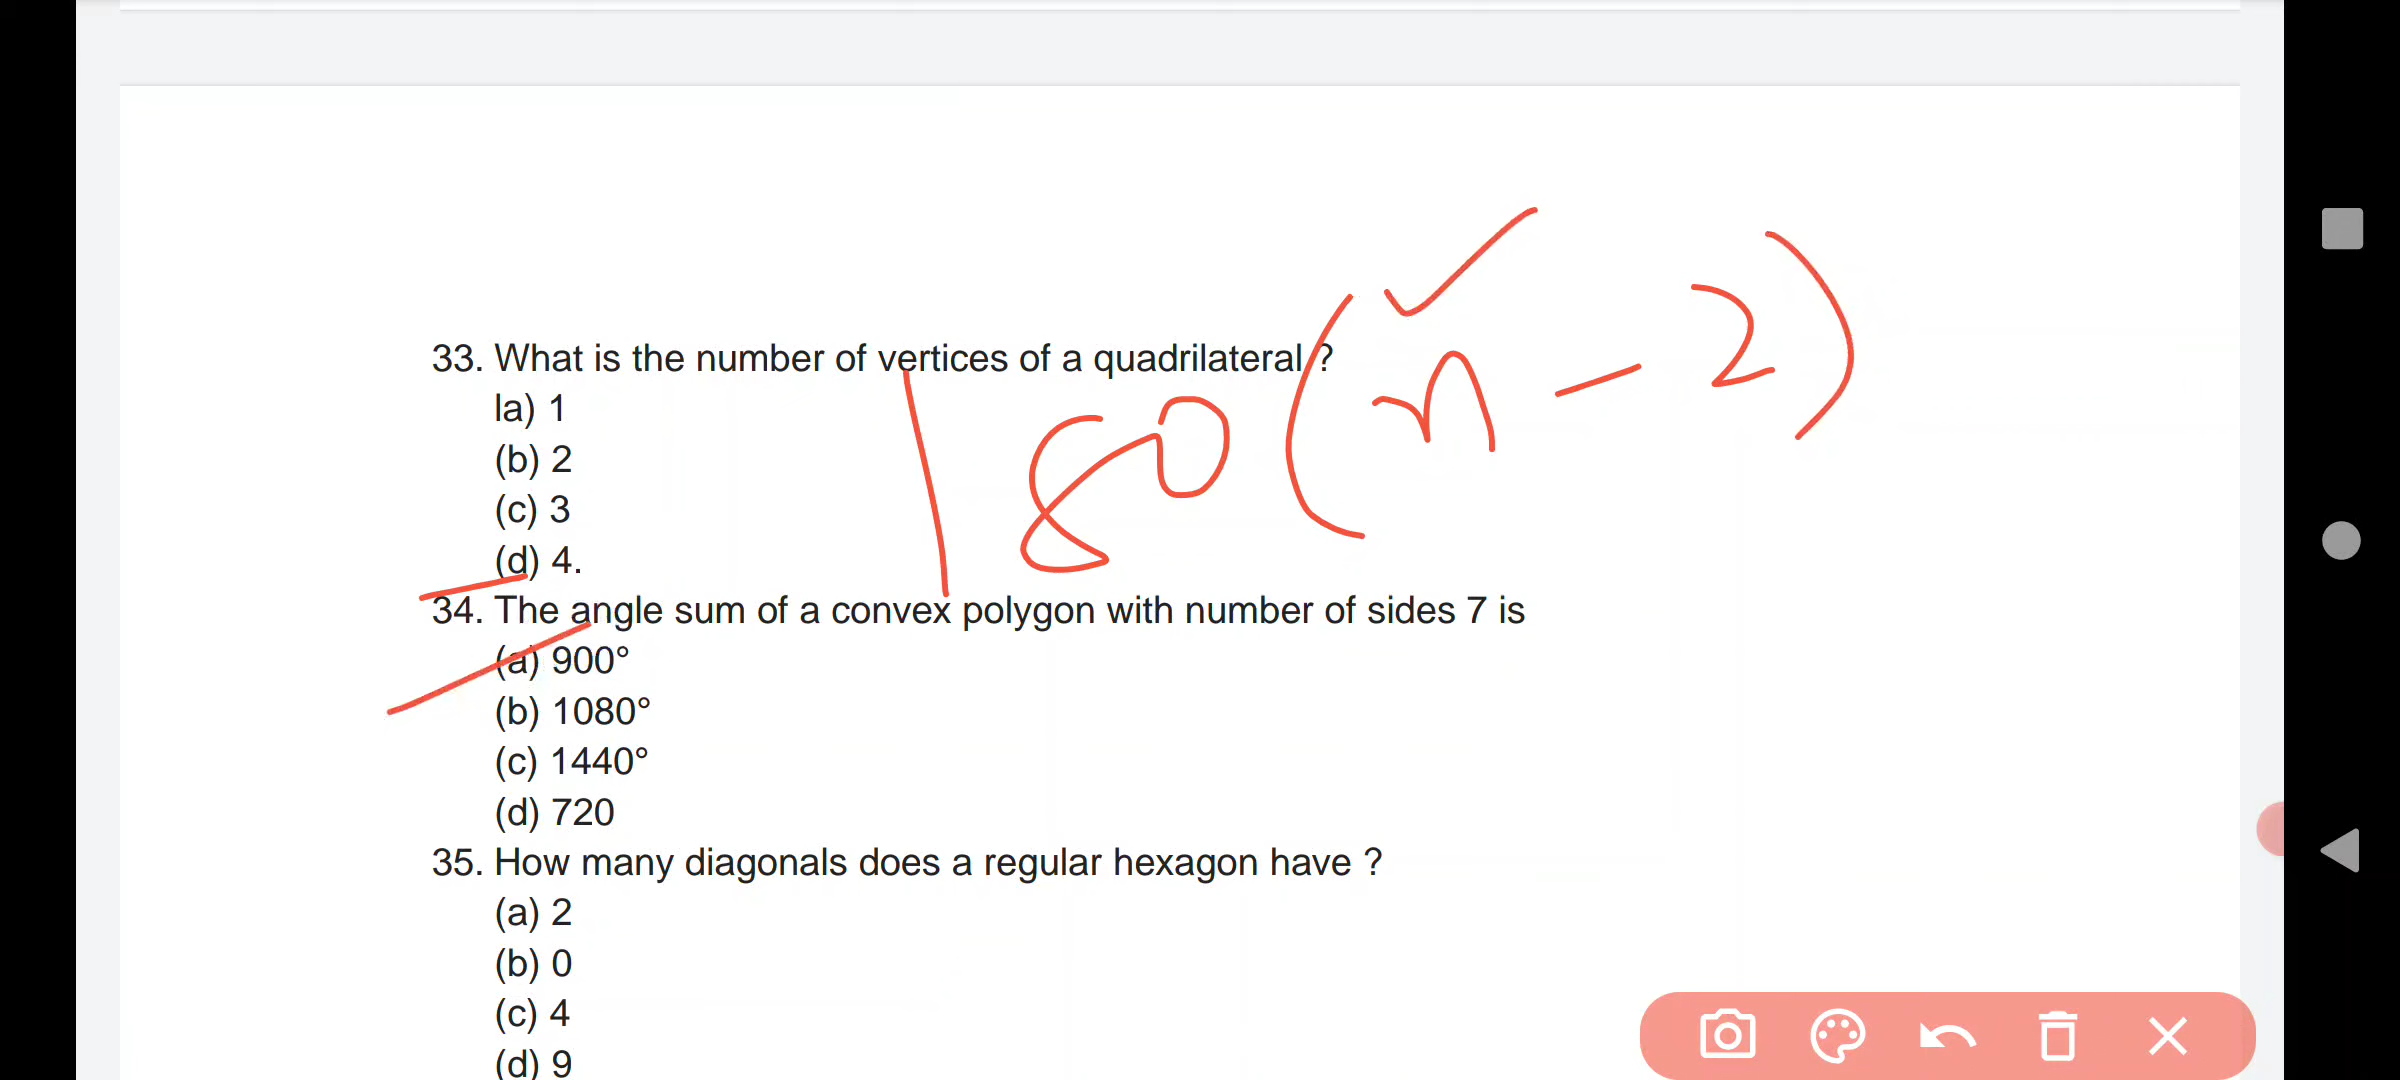 33. What is the number of vertices of a quadrilateral ?
la) 1
(b) 2
(c) 3
(d) 4.
180(n-2)
34. The angle sum of a convex polygon with number of sides 7 is
(a) 900°
(b) 1080°
(c) 1440°
(d) 720
35. How many diagonals does a regular hexagon have ?
(a) 2
(b) 0
(c) 4
(d) 9